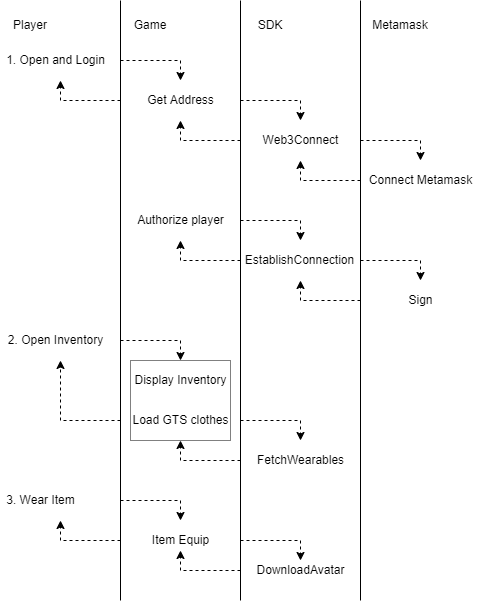 Player
Game
SDK
Metamask
1. Open and Login
Get Address
Web3Connect
Connect Metamask
Authorize player
EstablishConnection
Sign
2. Open Inventory
Display Inventory
Load GTS clothes
FetchWearables
3. Wear Item
Item Equip
DownloadAvatar